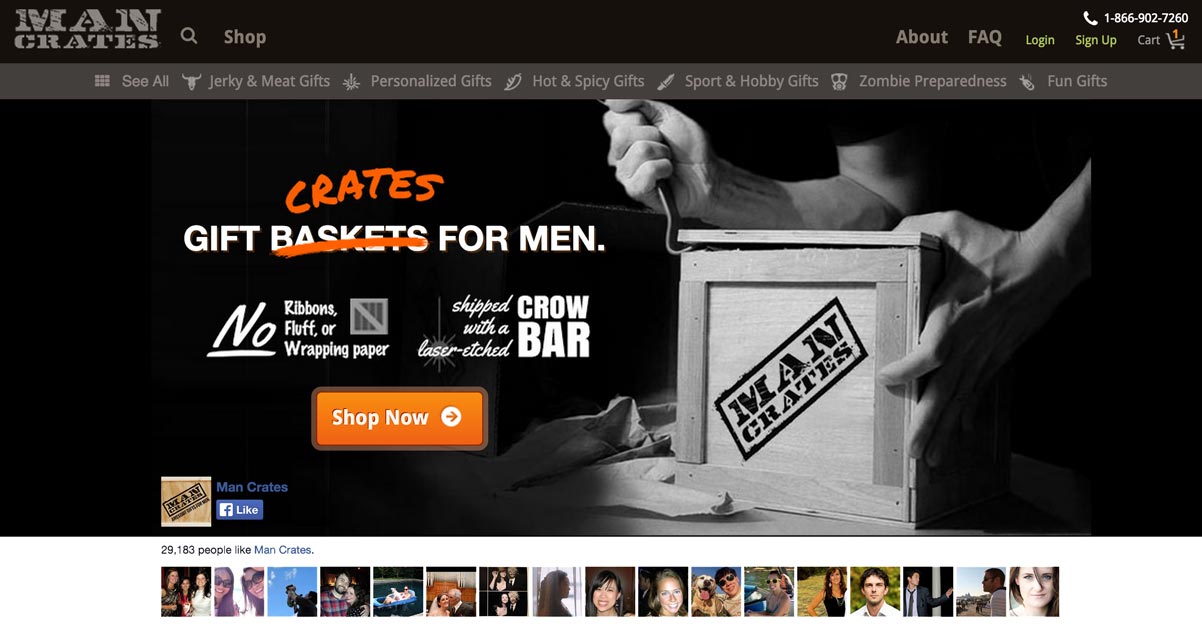 MAN CRATES
Shop
1-866-902-7260
About FAQ Login Sign Up Cart 1
See All Jerky & Meat Gifts Personalized Gifts Hot & Spicy Gifts Sport & Hobby Gifts Zombie Preparedness Fun Gifts
CRATES
GIFT BASKETS FOR MEN.
No
Ribbons,
Fluff, or
Wrapping paper
shipped
with a
laser-etched
CROW
BAR
MAN
CRATES
Shop Now
MAN
CRATES
Man Crates
Like
29,183 people like Man Crates.